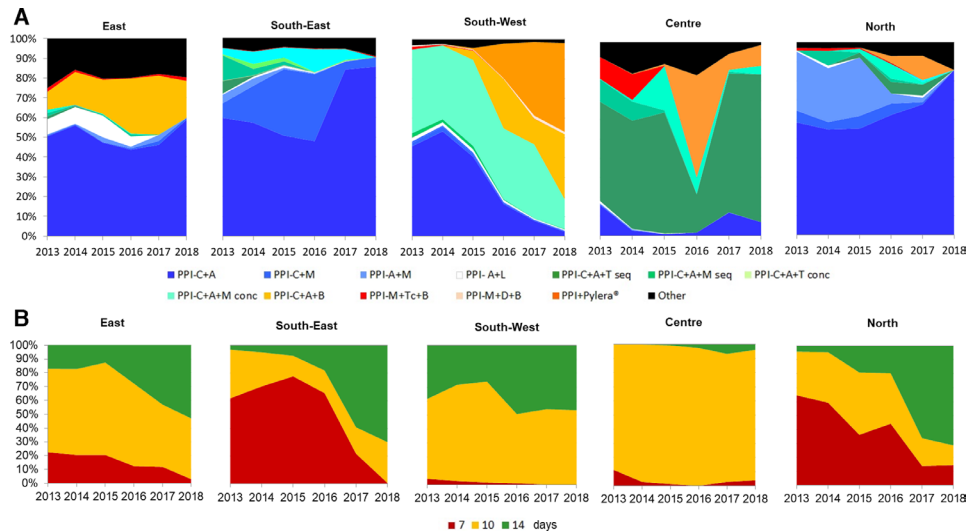 A
East
South-East
South-West
Centre
North
100%
90%
80%
70%
60%
50%
40%
30%
20%
10%
0%
2013 2014 2015 2016 2017 2018
2013 2014 2015 2016 2017 2018
2013 2014 2015 2016 2017 2018
2013 2014 2015 2016 2017 2018
2013 2014 2015 2016 2017 2018
PPI-C+A PPI-C+M PPI-A+M PPI- A+L PPI-C+A+T seq PPI-C+A+M seq PPI-C+A+T conc
PPI-C+A+M conc PPI-C+A+B PPI-M+Tc+B PPI-M+D+B PPI+Pylera® Other
B
East
South-East
South-West
Centre
North
100%
90%
80%
70%
60%
50%
40%
30%
20%
10%
0%
2013 2014 2015 2016 2017 2018
2013 2014 2015 2016 2017 2018
2013 2014 2015 2016 2017 2018
2013 2014 2015 2016 2017 2018
2013 2014 2015 2016 2017 2018
7 10 14 days